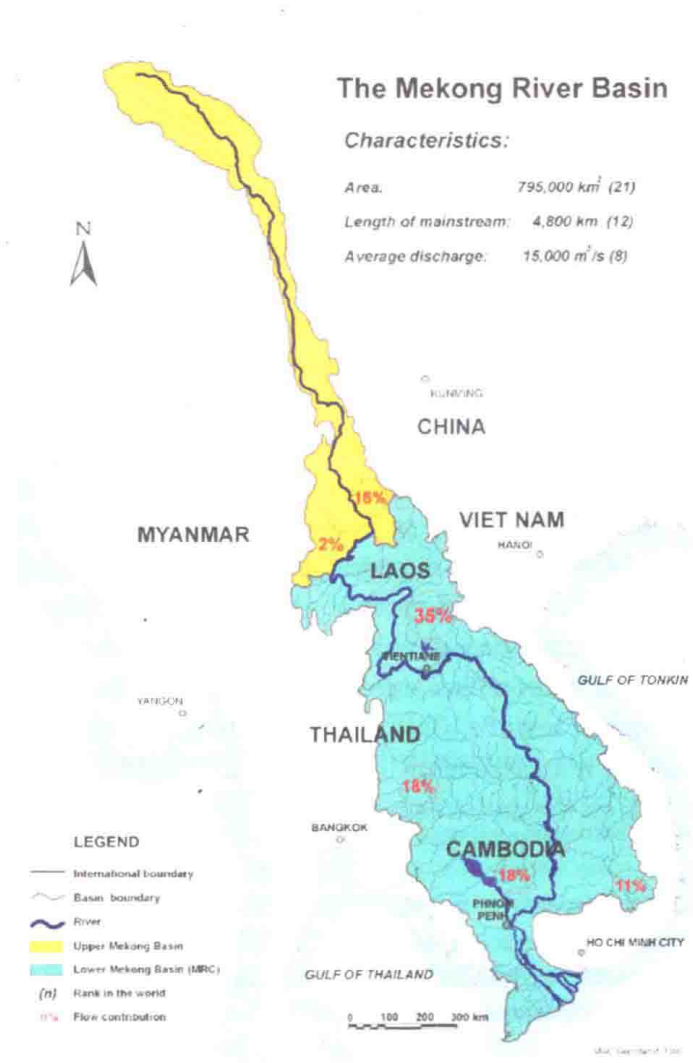 The Mekong River Basin
Characteristics:
Area: 795,000 km² (21)
Length of mainstream: 4,800 km (12)
Average discharge: 15,000 m³/s (8)
N
KUNMING
CHINA
16%
MYANMAR
VIET NAM
2%
HANOI
LAOS
35%
VIENTIANE
GULF OF TONKIN
YANGON
THAILAND
18%
BANGKOK
LEGEND
CAMBODIA
International boundary
18%
11%
Basin boundary
PHNOM
PENH
River
HO CHI MINH CITY
Upper Mekong Basin
Lower Mekong Basin (MRC)
GULF OF THAILAND
(n) Rank in the world
0% Flow contribution
0 100 200 300 km